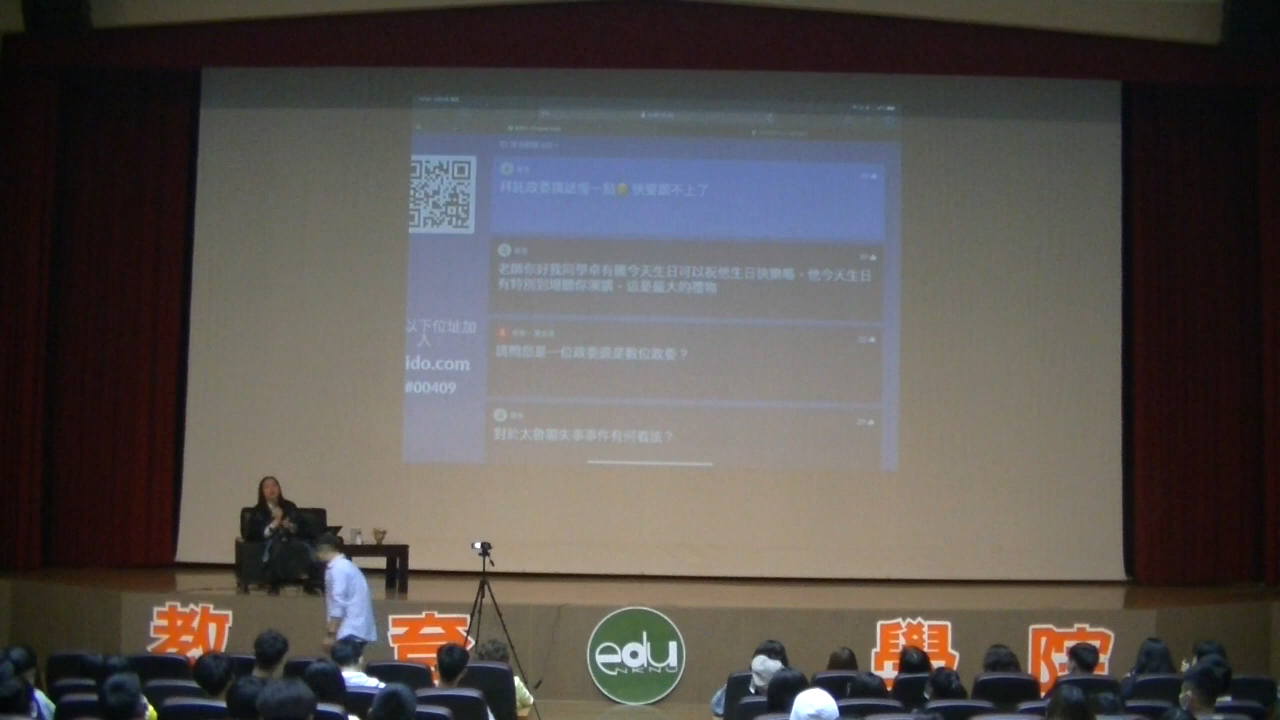 拜託政委講話慢一點 快要跟不上了
老師你好我同學卓有國今天生日可以祝他生日快樂嗎，他今天生日
有特別到場聽你演講，這是最大的禮物
請問您是一位政委還是數位政委？
對於太魯閣失事事件有何看法？
以下位址加
入
ido.com
#00409
教 育 學 院
edu
NKNU